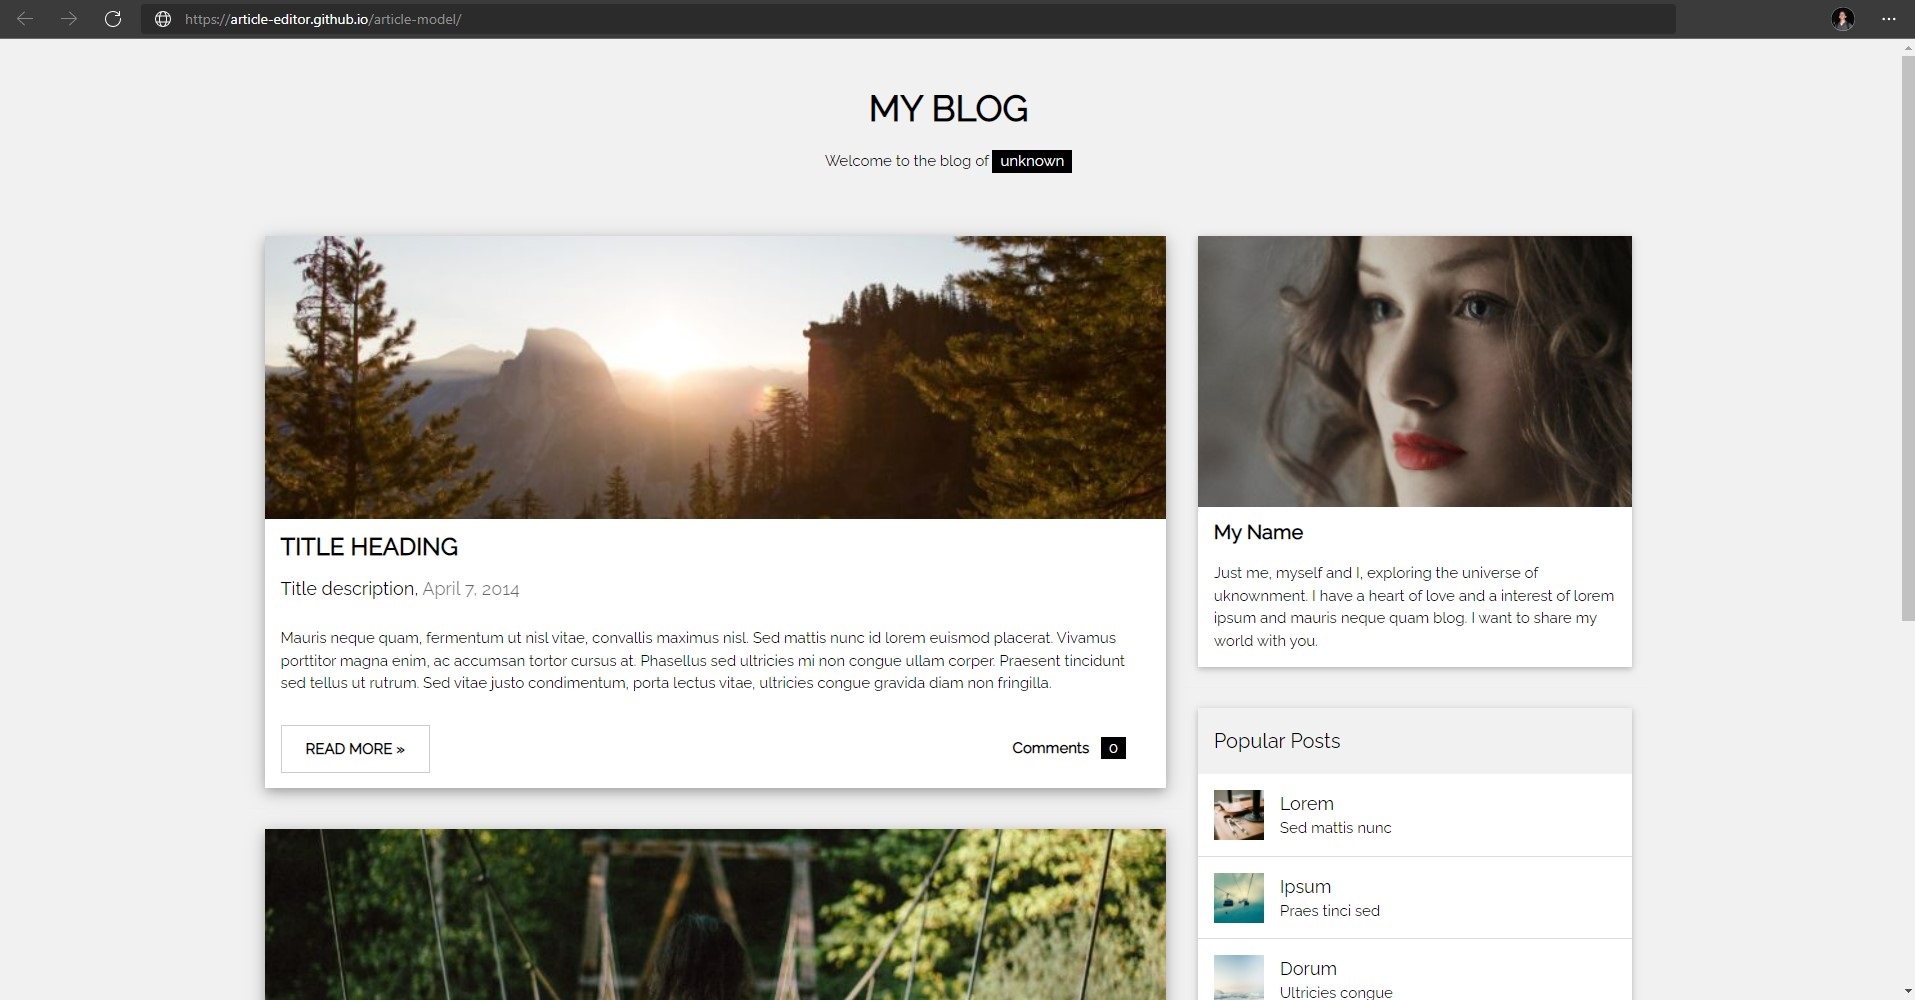 https://article-editor.github.io/article-model/
MY BLOG
Welcome to the blog of unknown
TITLE HEADING
Title description, April 7, 2014
Mauris neque quam, fermentum ut nisl vitae, convallis maximus nisl. Sed mattis nunc id lorem euismod placerat. Vivamus
porttitor magna enim, ac accumsan tortor cursus at. Phasellus sed ultricies mi non congue ullam corper. Praesent tincidunt
sed tellus ut rutrum. Sed vitae justo condimentum, porta lectus vitae, ultricies congue gravida diam non fringilla.
READ MORE »
Comments 0
My Name
Just me, myself and I, exploring the universe of
uknownment. I have a heart of love and a interest of lorem
ipsum and mauris neque quam blog. I want to share my
world with you.
Popular Posts
Lorem
Sed mattis nunc
Ipsum
Praes tinci sed
Dorum
Ultricies congue